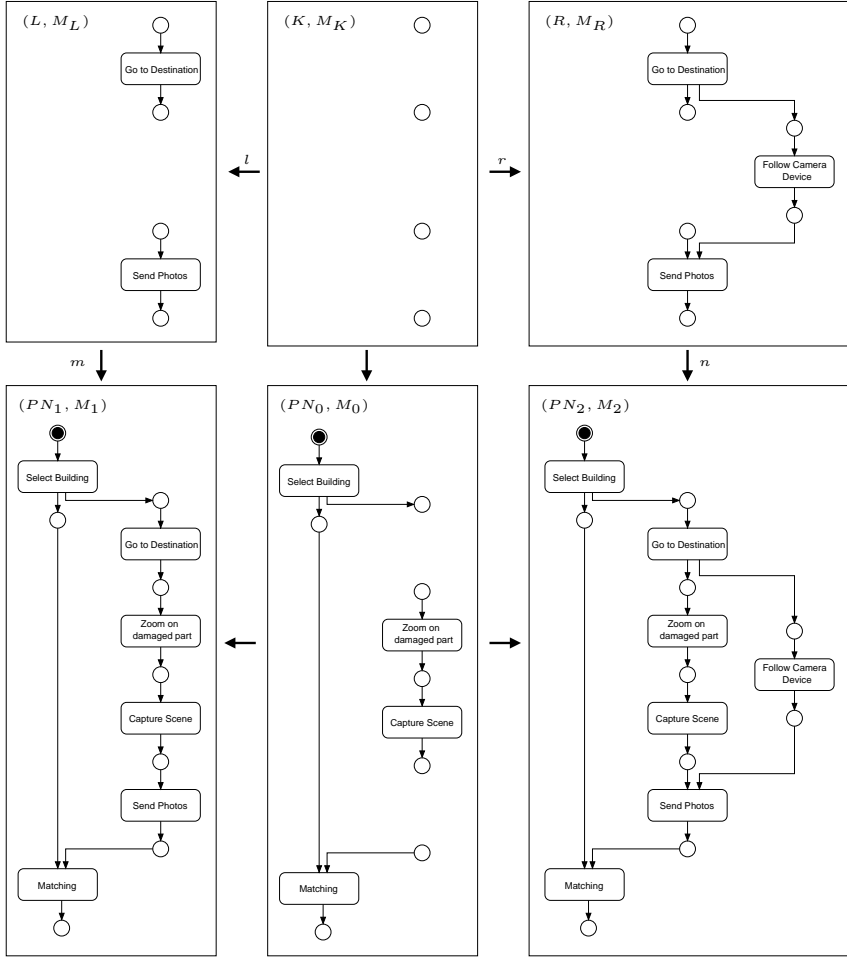 (L, M_L)
Go to Destination
Send Photos
l
(K, M_K)
r
(R, M_R)
Go to Destination
Follow Camera
Device
Send Photos
m
n
(PN_1, M_1)
Select Building
Go to Destination
Zoom on
damaged part
Capture Scene
Send Photos
Matching
(PN_0, M_0)
Select Building
Zoom on
damaged part
Capture Scene
Matching
(PN_2, M_2)
Select Building
Go to Destination
Zoom on
damaged part
Follow Camera
Device
Capture Scene
Send Photos
Matching